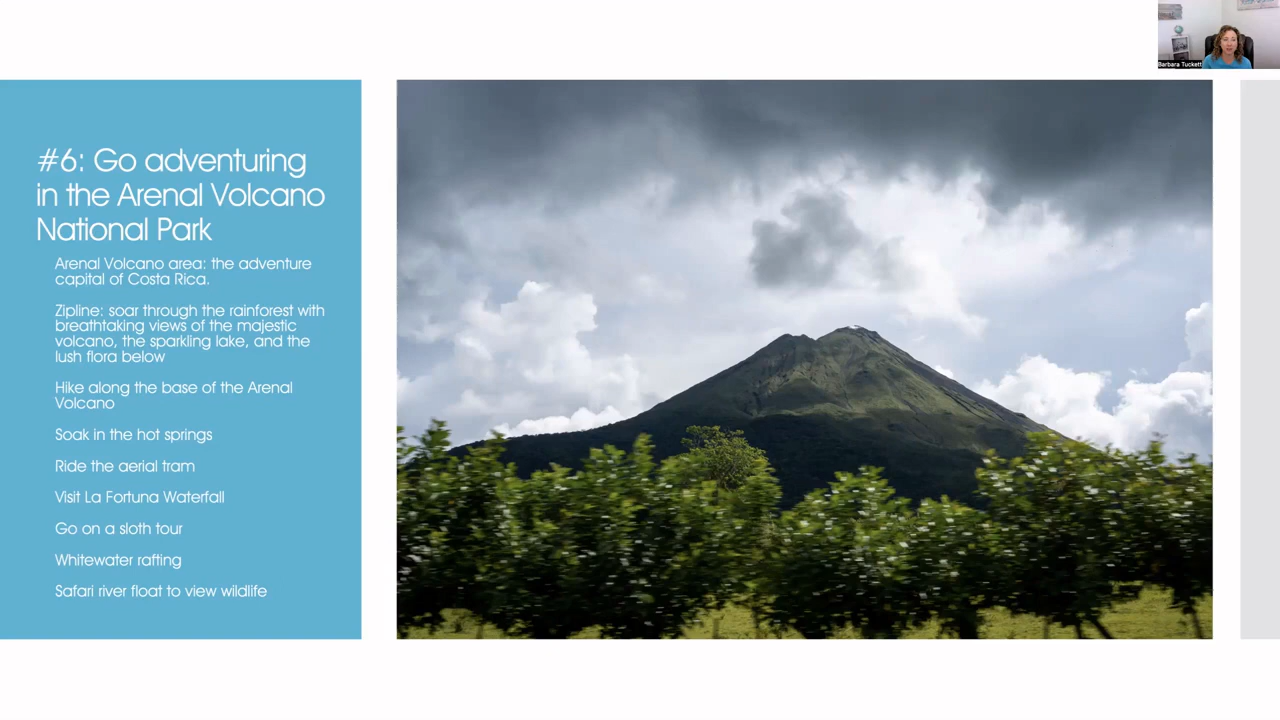 #6: Go adventuring
in the Arenal Volcano
National Park
Arenal Volcano area: the adventure
capital of Costa Rica.
Zipline: soar through the rainforest with
breathtaking views of the majestic
volcano, the sparkling lake, and the
lush flora below
Hike along the base of the Arenal
Volcano
Soak in the hot springs
Ride the aerial tram
Visit La Fortuna Waterfall
Go on a sloth tour
Whitewater rafting
Safari river float to view wildlife
Barbara Tuckett